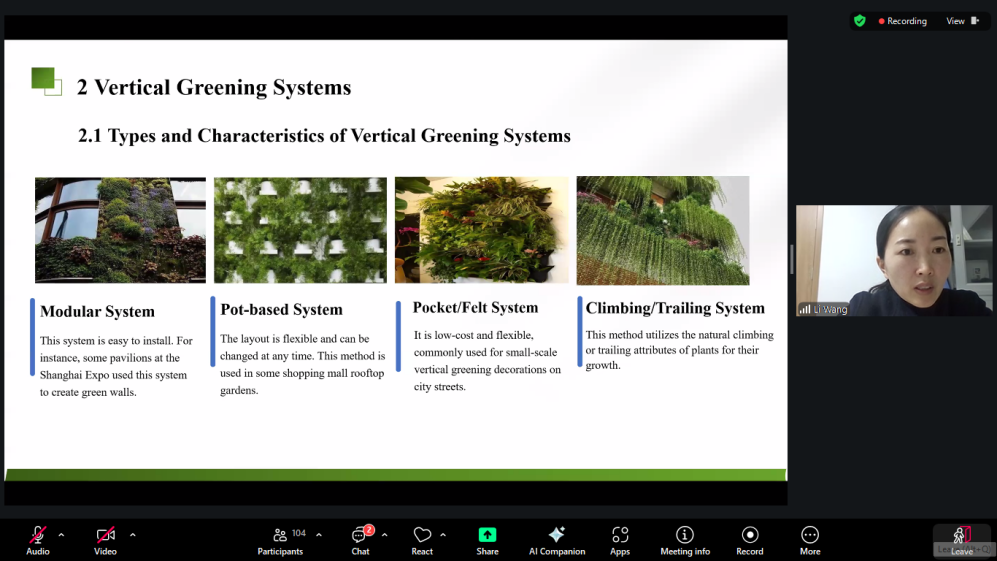 Recording
View
2 Vertical Greening Systems
2.1 Types and Characteristics of Vertical Greening Systems
Modular System
This system is easy to install. For
instance, some pavilions at the
Shanghai Expo used this system
to create green walls.
Pot-based System
The layout is flexible and can be
changed at any time. This method is
used in some shopping mall rooftop
gardens.
Pocket/Felt System
It is low-cost and flexible,
commonly used for small-scale
vertical greening decorations on
city streets.
Climbing/Trailing System
This method utilizes the natural climbing
or trailing attributes of plants for their
growth.
Li Wang
Audio
Video
Participants
104
Chat
2
React
Share
AI Companion
Apps
Meeting info
Record
More
Leave